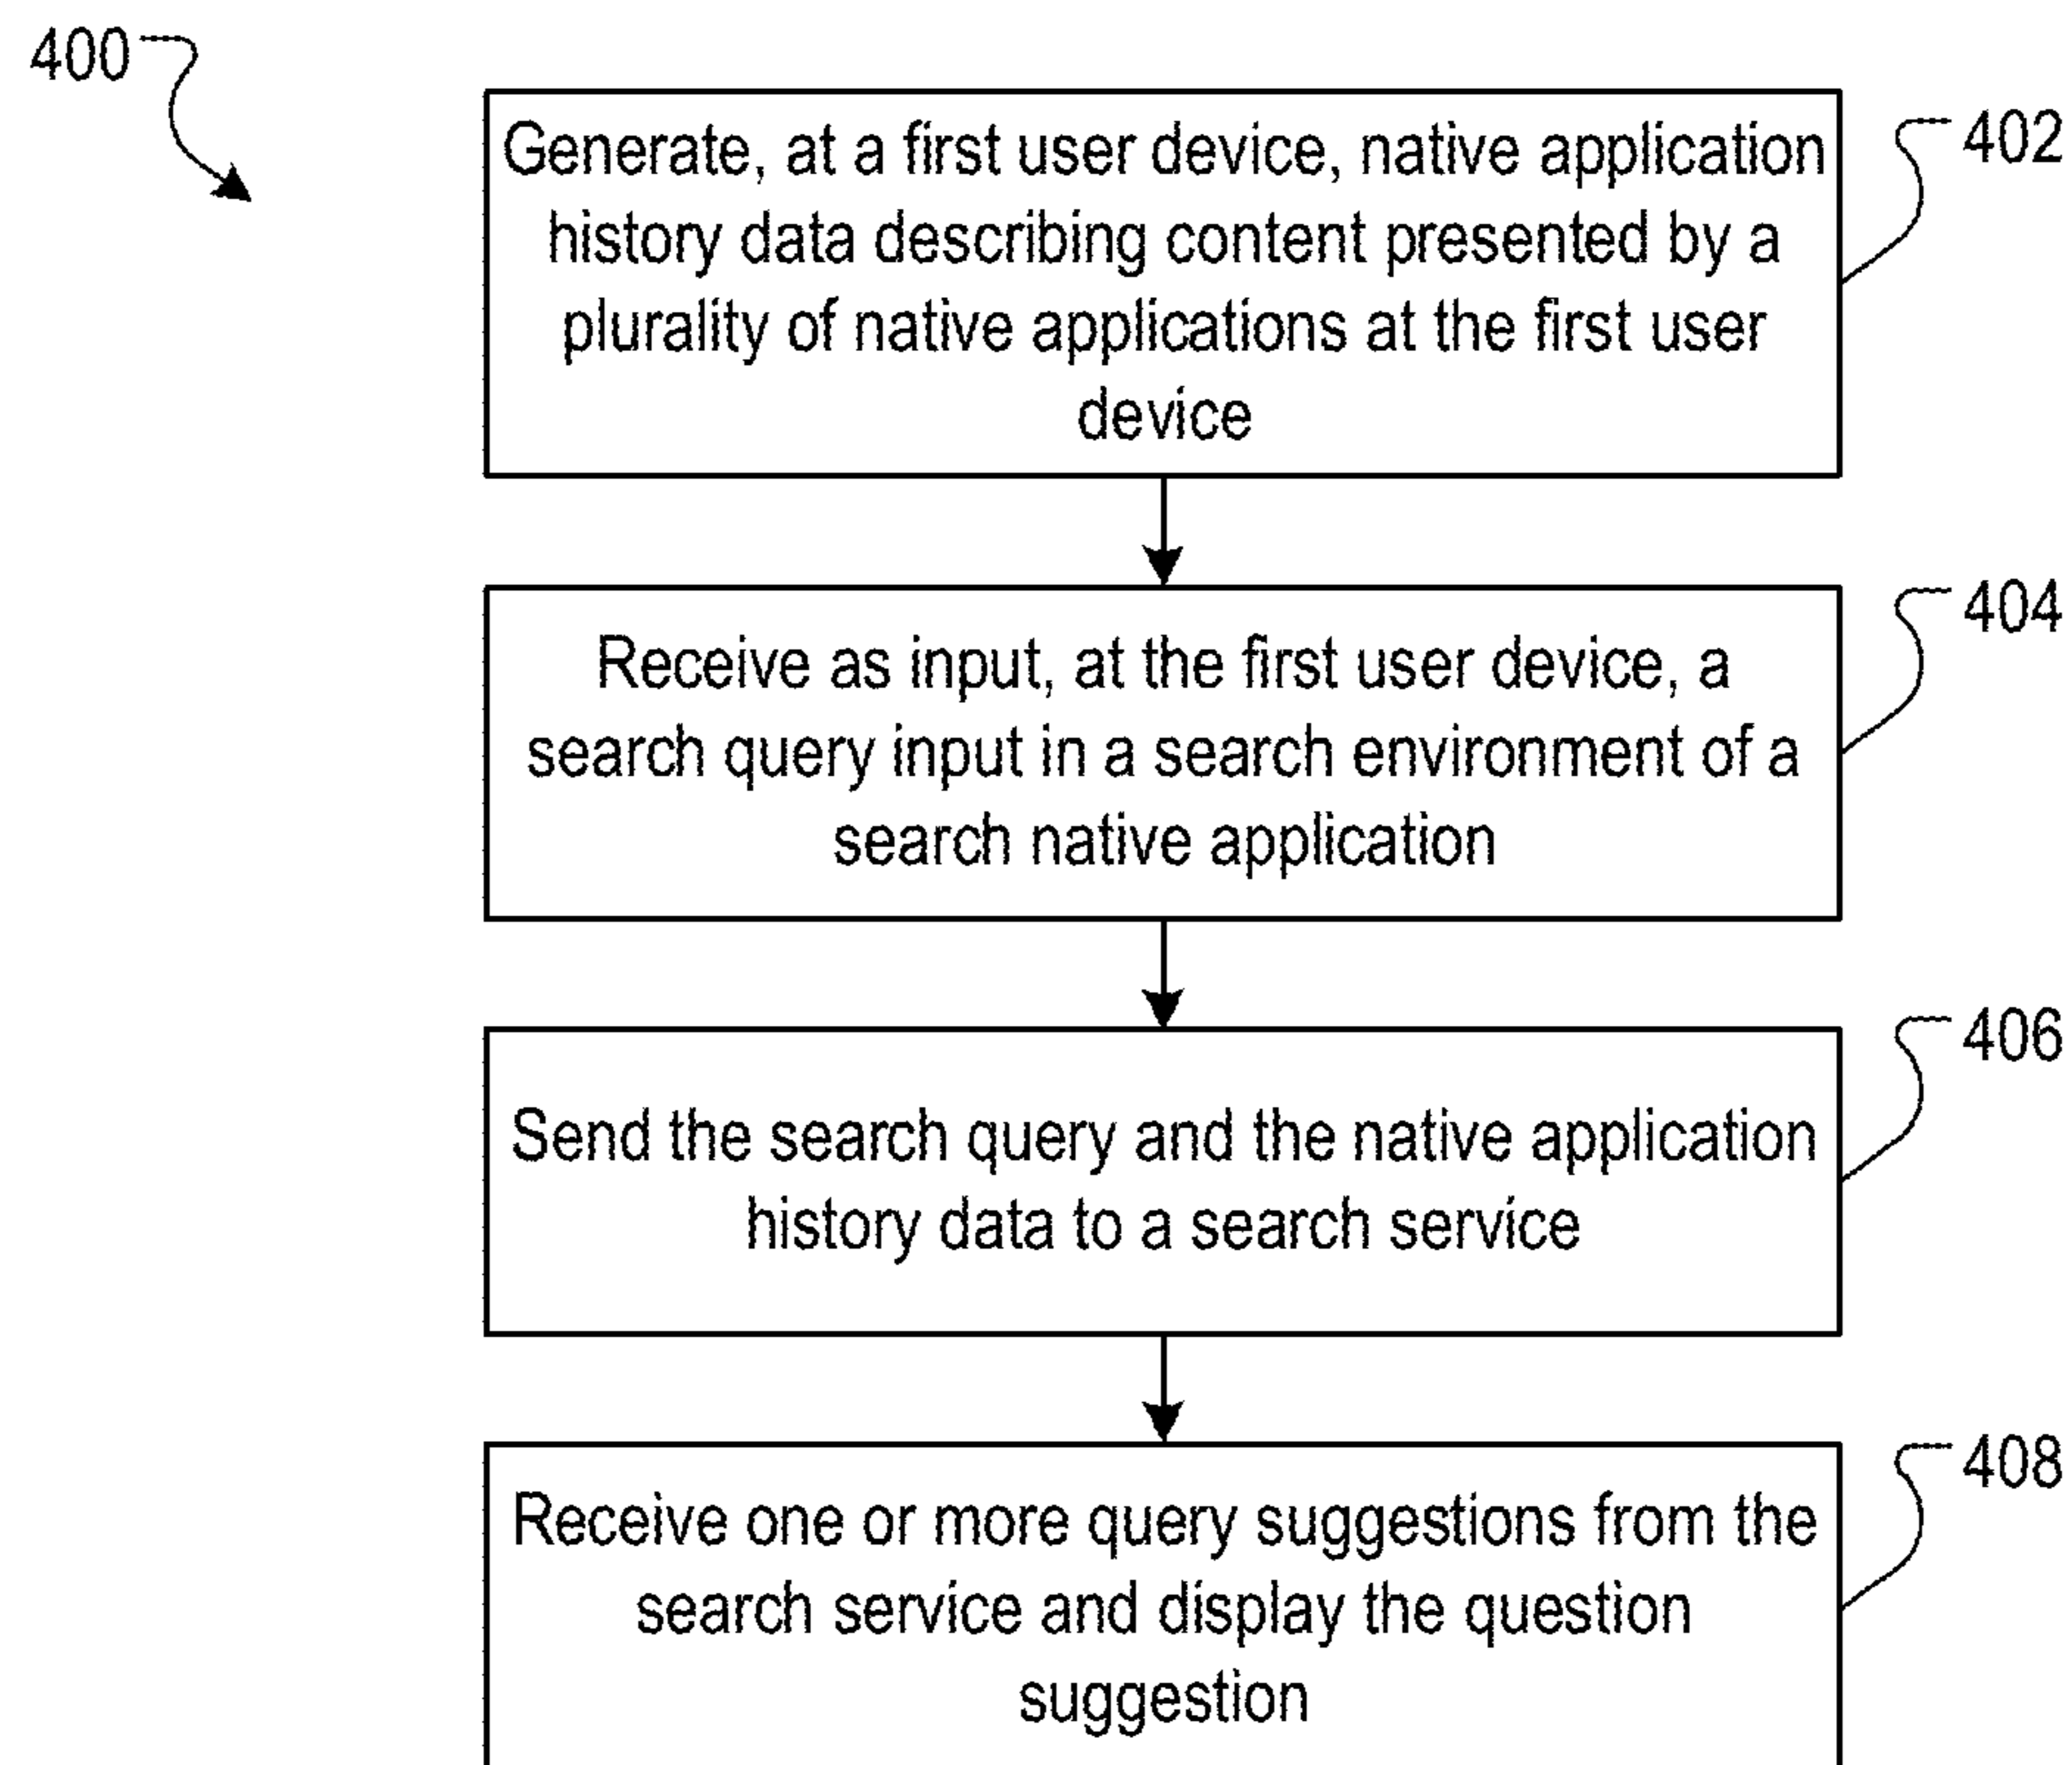 400
Generate, at a first user device, native application
history data describing content presented by a
plurality of native applications at the first user
device
402
Receive as input, at the first user device, a
search query input in a search environment of a
search native application
404
Send the search query and the native application
history data to a search service
406
Receive one or more query suggestions from the
search service and display the question
suggestion
408